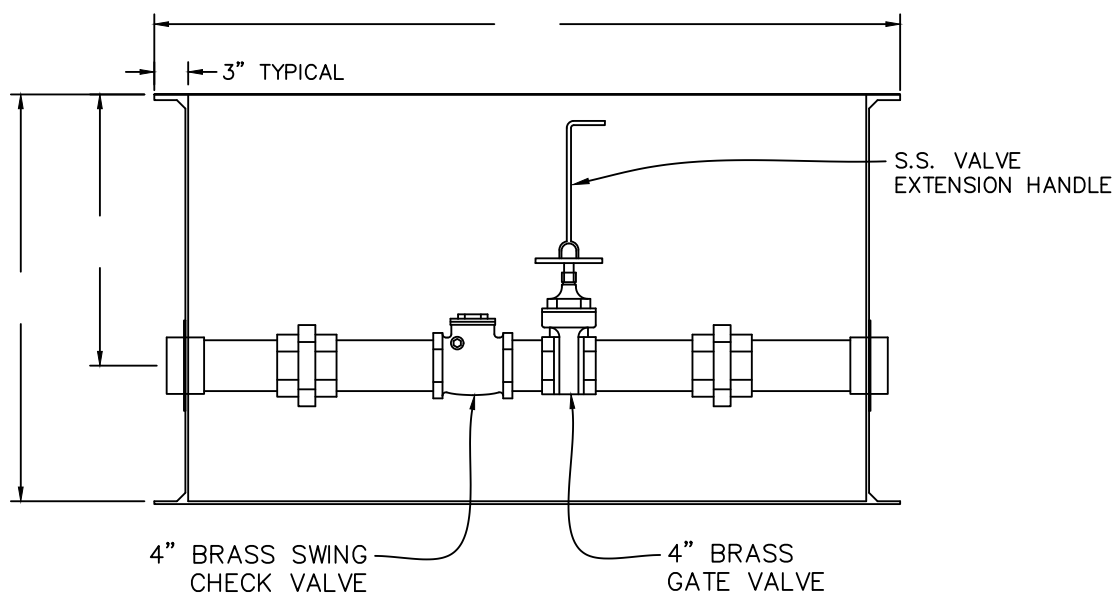 3” TYPICAL
S.S. VALVE
EXTENSION HANDLE
4” BRASS SWING
CHECK VALVE
4” BRASS
GATE VALVE